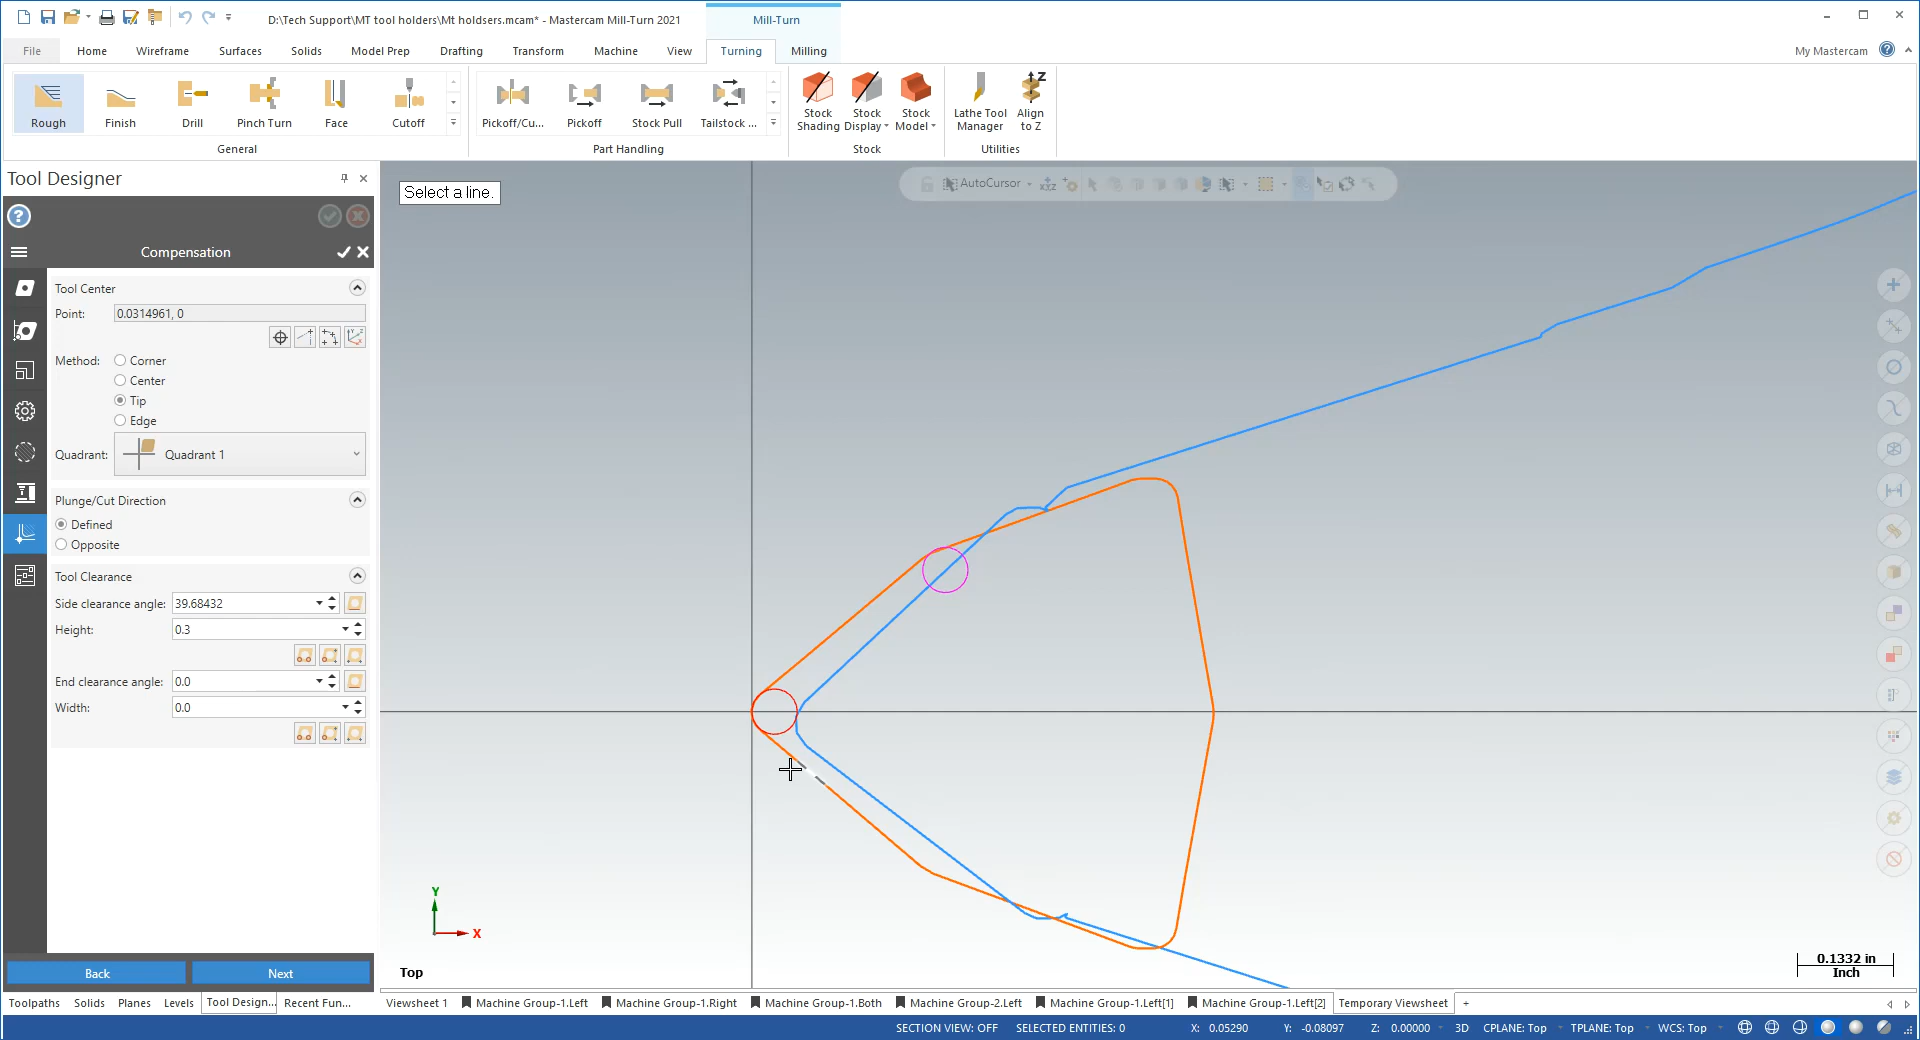 D:\Tech Support\MT tool holders\Mt holdsers.mcam* - Mastercam Mill-Turn 2021
Mill-Turn
File
Home
Wireframe
Surfaces
Solids
Model Prep
Drafting
Transform
Machine
View
Turning
Milling
My Mastercam
Rough
Finish
Drill
Pinch Turn
Face
Cutoff
General
Pickoff/Cu...
Pickoff
Stock Pull
Tailstock ...
Part Handling
Stock Shading
Stock Display
Stock Model
Stock
Lathe Tool Manager
Align to Z
Utilities
Tool Designer
Select a line.
AutoCursor
Compensation
Tool Center
Point: 0.0314961, 0
Method: Corner
Center
Tip
Edge
Quadrant: Quadrant 1
Plunge/Cut Direction
Defined
Opposite
Tool Clearance
Side clearance angle: 39.68432
Height: 0.3
End clearance angle: 0.0
Width: 0.0
Y
X
Top
0.1332 in
Inch
Back
Next
Toolpaths
Solids
Planes
Levels
Tool Design...
Recent Fun...
Viewsheet 1
Machine Group-1.Left
Machine Group-1.Right
Machine Group-1.Both
Machine Group-2.Left
Machine Group-1.Left[1]
Machine Group-1.Left[2]
Temporary Viewsheet
+
SECTION VIEW: OFF
SELECTED ENTITIES: 0
X: 0.05290
Y: -0.08097
Z: 0.00000
3D
CPLANE: Top
TPLANE: Top
WCS: Top